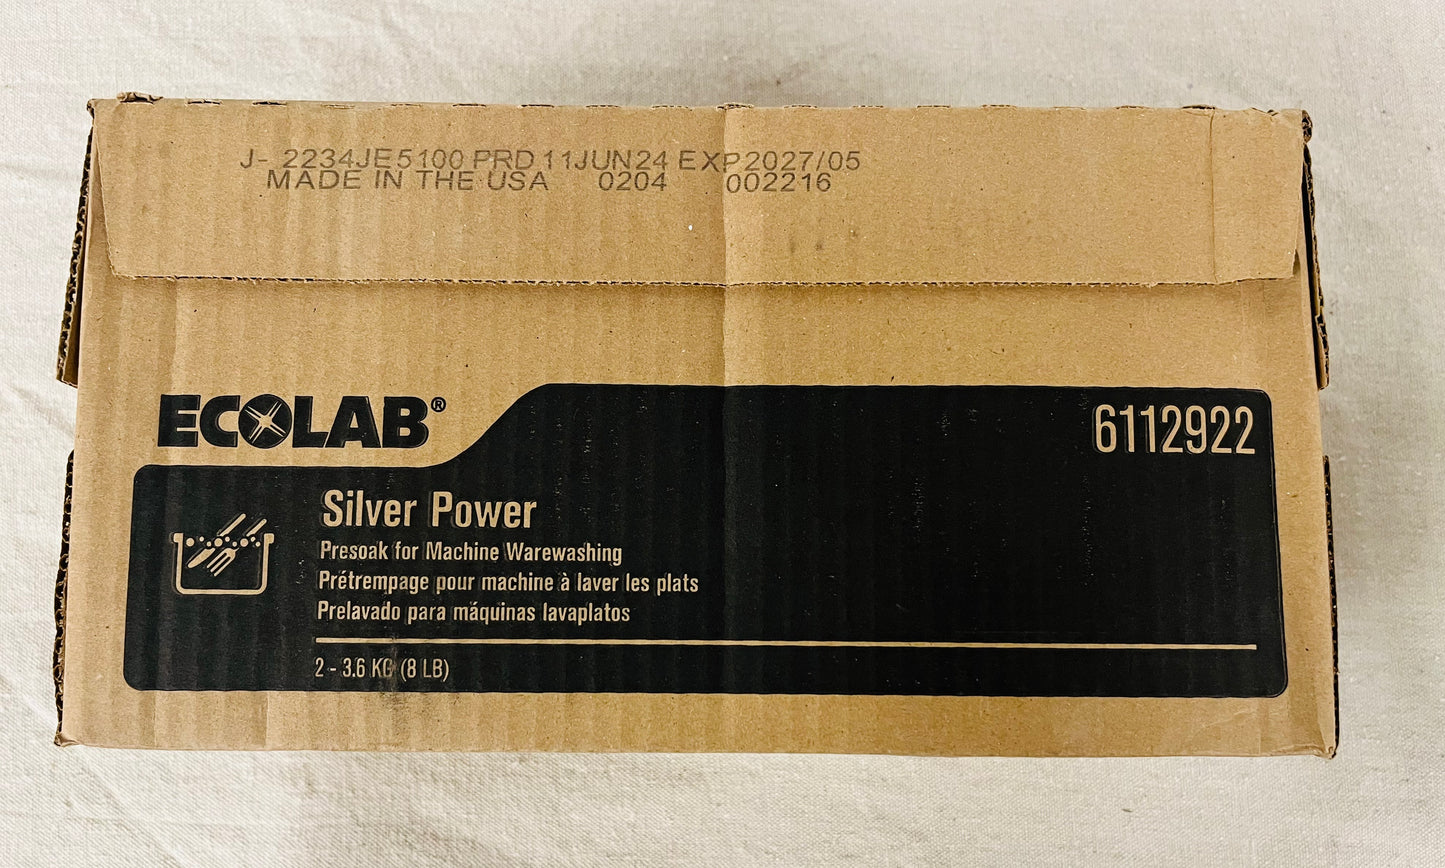 J- 2234JE5100 PRD 11JUN24 EXP2027/05
MADE IN THE USA 0204 002216
ECOLAB®
6112922
Silver Power
Presoak for Machine Warewashing
Prétrempage pour machine à laver les plats
Prelavado para máquinas lavaplatos
2 - 3.6 KG (8 LB)